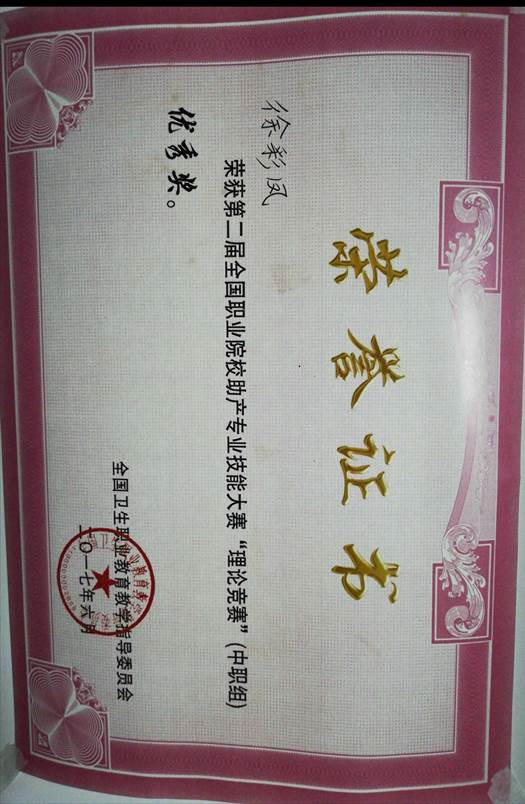 荣誉证书
徐彩凤
荣获第二届全国职业院校助产专业技能大赛“理论竞赛”(中职组)
优秀奖。
全国卫生职业教育教学指导委员会
二〇一七年六月